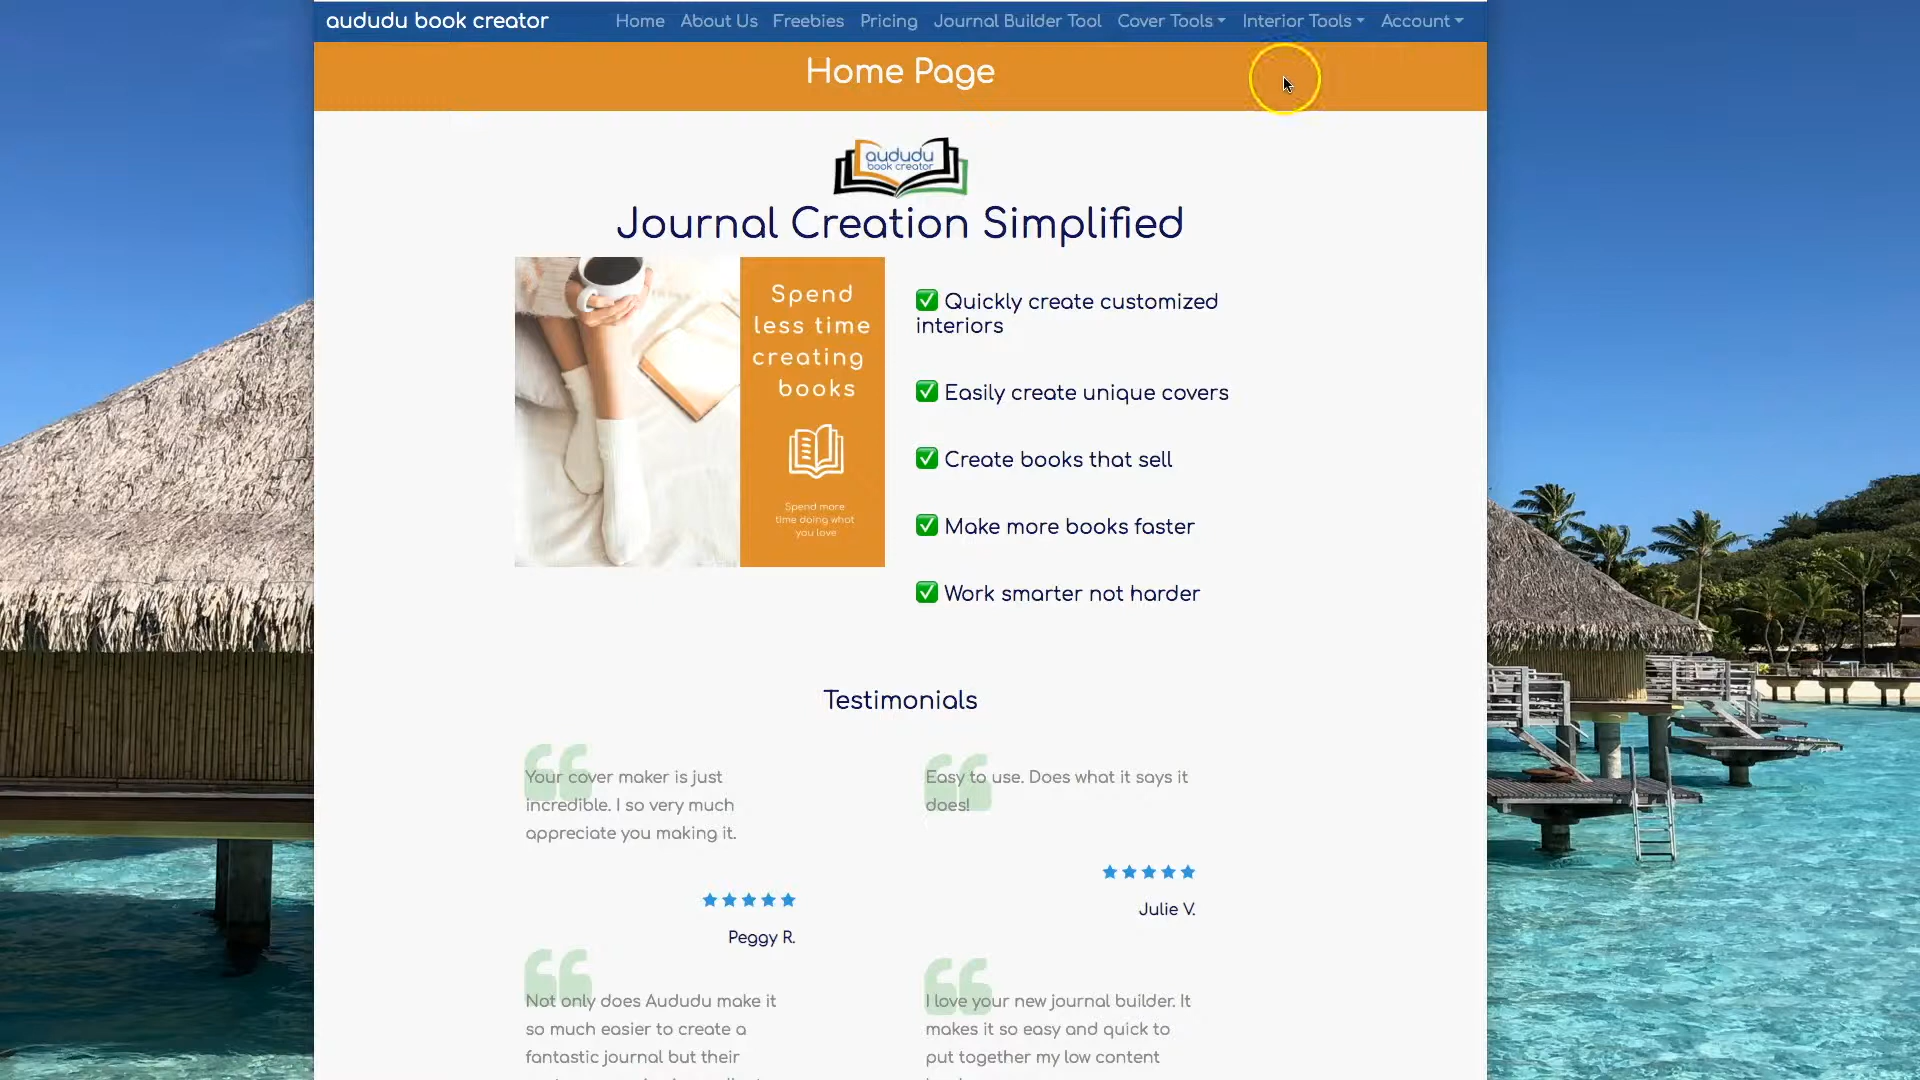 aududu book creator
Home About Us Freebies Pricing Journal Builder Tool Cover Tools Interior Tools Account
Home Page
aududu
book creator
Journal Creation Simplified
Spend
less time
creating
books
Spend more
time doing what
you love
✅ Quickly create customized
interiors
✅ Easily create unique covers
✅ Create books that sell
✅ Make more books faster
✅ Work smarter not harder
Testimonials
Your cover maker is just
incredible. I so very much
appreciate you making it.
Peggy R.
Easy to use. Does what it says it
does!
Julie V.
Not only does Aududu make it
so much easier to create a
fantastic journal but their
I love your new journal builder. It
makes it so easy and quick to
put together my low content